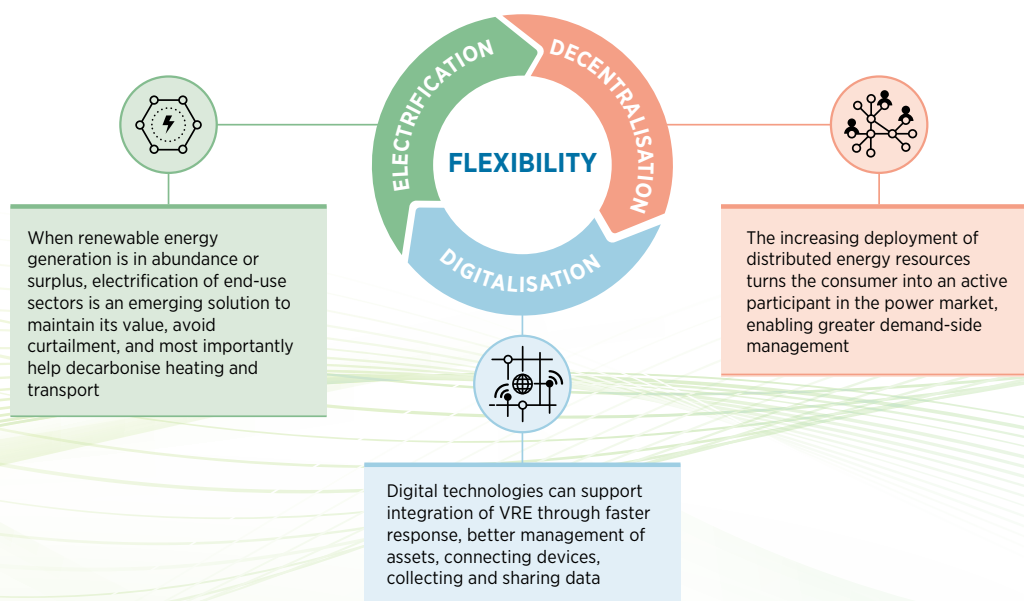 ELECTRIFICATION
DECENTRALISATION
FLEXIBILITY
DIGITALISATION
When renewable energy
generation is in abundance or
surplus, electrification of end-use
sectors is an emerging solution to
maintain its value, avoid
curtailment, and most importantly
help decarbonise heating and
transport
The increasing deployment of
distributed energy resources
turns the consumer into an active
participant in the power market,
enabling greater demand-side
management
Digital technologies can support
integration of VRE through faster
response, better management of
assets, connecting devices,
collecting and sharing data